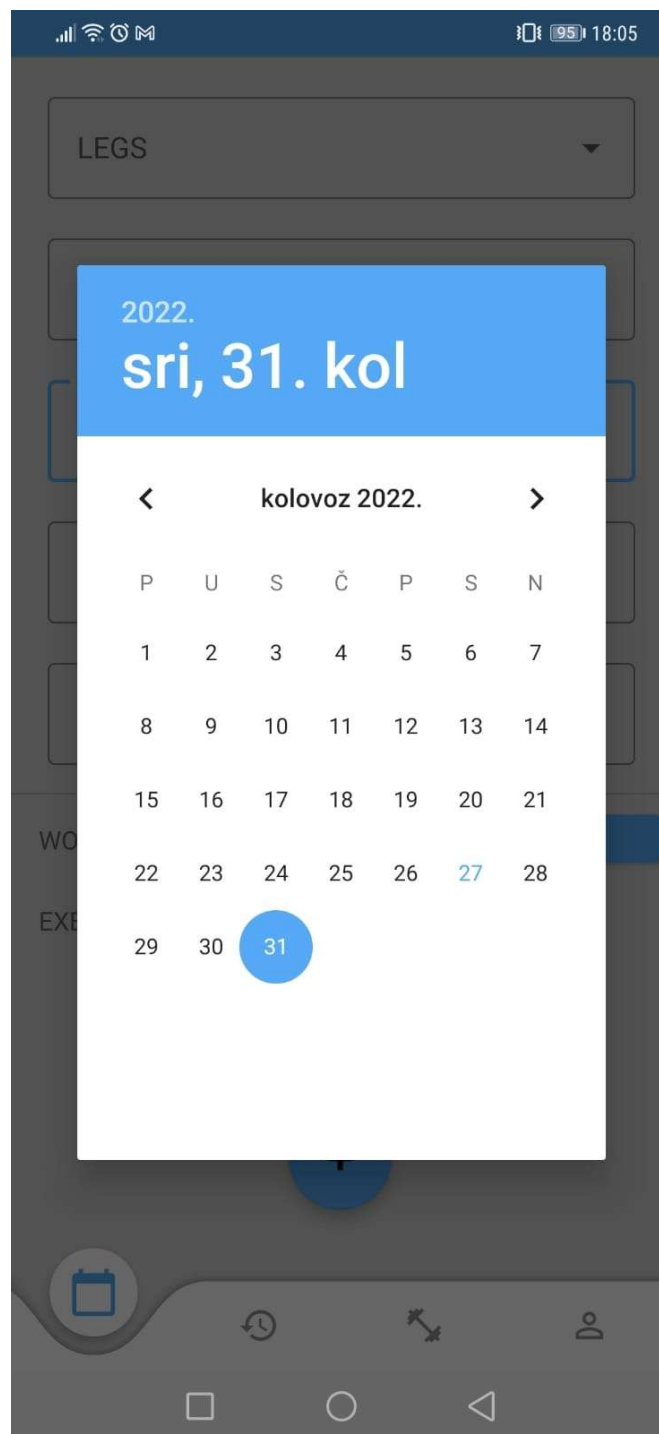 95 18:05
LEGS
2022.
sri, 31. kol
kolovoz 2022.
P U S Č P S N
1 2 3 4 5 6 7
8 9 10 11 12 13 14
15 16 17 18 19 20 21
WO
22 23 24 25 26 27 28
EXE
29 30 31